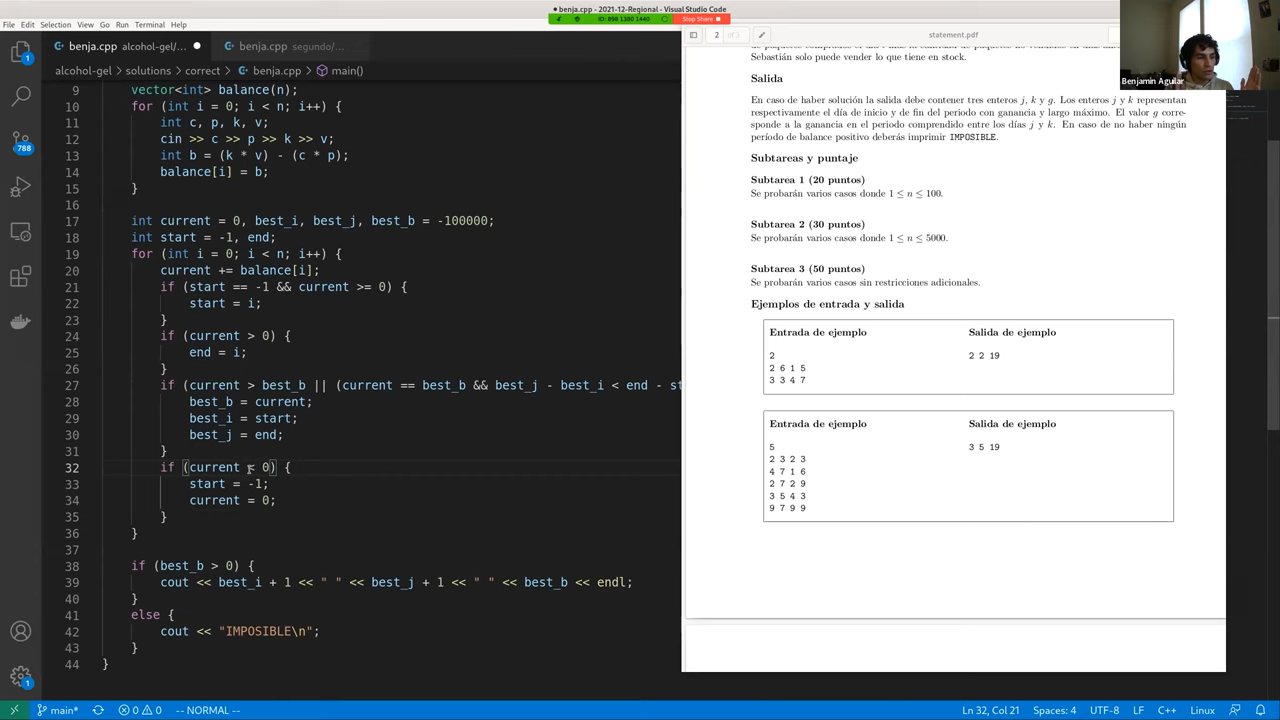 benja.cpp - 2021-12-Regional - Visual Studio Code
ID: 898 1380 1440 Stop Share
File Edit Selection View Go Run Terminal Help
benja.cpp alcohol-gel/
benja.cpp segundo/...
alcohol-gel > solutions > correct > benja.cpp > main()
9 vector<int> balance(n);
10 for (int i = 0; i < n; i++) {
11 int c, p, k, v;
12 cin >> c >> p >> k >> v;
13 int b = (k * v) - (c * p);
14 balance[i] = b;
15 }
16
17 int current = 0, best_i, best_j, best_b = -100000;
18 int start = -1, end;
19 for (int i = 0; i < n; i++) {
20 current += balance[i];
21 if (start == -1 && current >= 0) {
22 start = i;
23 }
24 if (current > 0) {
25 end = i;
26 }
27 if (current > best_b || (current == best_b && best_j - best_i < end - st
28 best_b = current;
29 best_i = start;
30 best_j = end;
31 }
32 if (current = 0) {
33 start = -1;
34 current = 0;
35 }
36 }
37
38 if (best_b > 0) {
39 cout << best_i + 1 << " " << best_j + 1 << " " << best_b << endl;
40 }
41 else {
42 cout << "IMPOSIBLE\n";
43 }
44 }
788
1
1
main*
0 0
-- NORMAL --
Ln 32, Col 21
Spaces: 4
UTF-8
LF
C++
Linux
2 of 3
statement.pdf
Benjamin Aguilar
Sebastián solo puede vender lo que tiene en stock.
Salida
En caso de haber solución la salida debe contener tres enteros j, k y g. Los enteros j y k representan
respectivamente el día de inicio y de fin del periodo con ganancia y largo máximo. El valor g corre-
sponde a la ganancia en el periodo comprendido entre los días j y k. En caso de no haber ningún
período de balance positivo deberás imprimir IMPOSIBLE.
Subtareas y puntaje
Subtarea 1 (20 puntos)
Se probarán varios casos donde 1 ≤ n ≤ 100.
Subtarea 2 (30 puntos)
Se probarán varios casos donde 1 ≤ n ≤ 5000.
Subtarea 3 (50 puntos)
Se probarán varios casos sin restricciones adicionales.
Ejemplos de entrada y salida
Entrada de ejemplo Salida de ejemplo
2 2 2 19
2 6 1 5
3 3 4 7
Entrada de ejemplo Salida de ejemplo
5 3 5 19
2 3 2 3
4 7 1 6
2 7 2 9
3 5 4 3
9 7 9 9